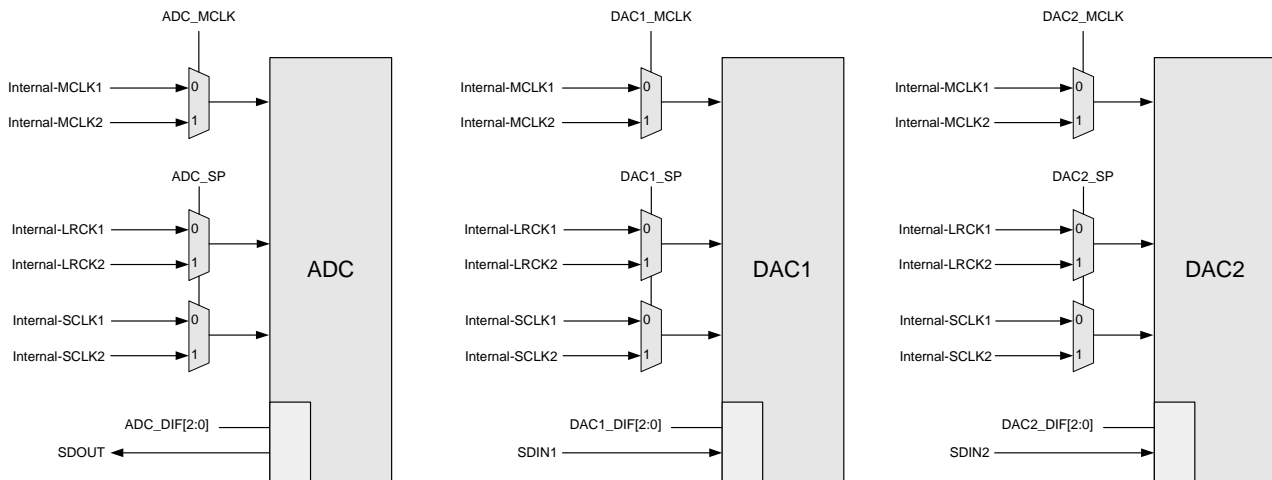 ADC_MCLK
Internal-MCLK1
0
Internal-MCLK2
1
ADC_SP
Internal-LRCK1
0
Internal-LRCK2
1
ADC
Internal-SCLK1
0
Internal-SCLK2
1
ADC_DIF[2:0]
SDOUT
DAC1_MCLK
Internal-MCLK1
0
Internal-MCLK2
1
DAC1_SP
Internal-LRCK1
0
Internal-LRCK2
1
DAC1
Internal-SCLK1
0
Internal-SCLK2
1
DAC1_DIF[2:0]
SDIN1
DAC2_MCLK
Internal-MCLK1
0
Internal-MCLK2
1
DAC2_SP
Internal-LRCK1
0
Internal-LRCK2
1
DAC2
Internal-SCLK1
0
Internal-SCLK2
1
DAC2_DIF[2:0]
SDIN2